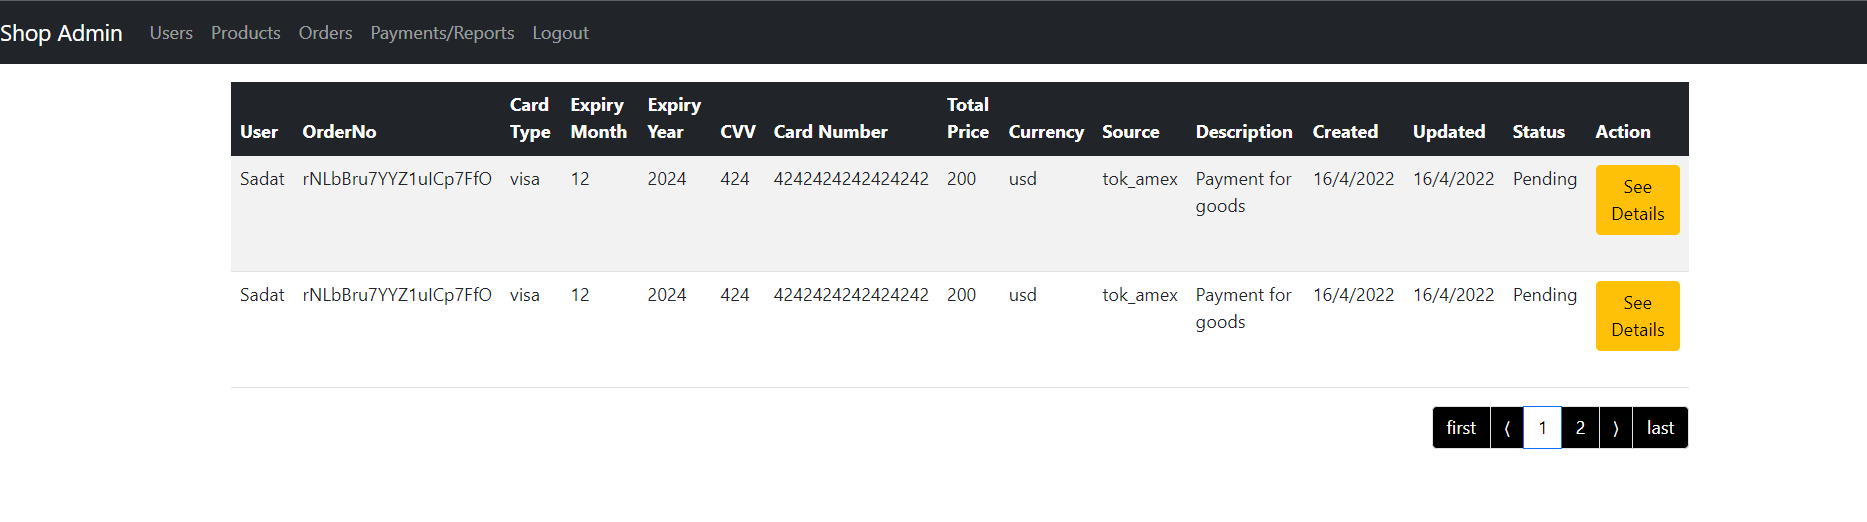 Shop Admin Users Products Orders Payments/Reports Logout
User OrderNo Card Type Expiry Month Expiry Year CVV Card Number Total Price Currency Source Description Created Updated Status Action
Sadat rNLbBru7YYZ1uICp7FfO visa 12 2024 424 4242424242424242 200 usd tok_amex Payment for goods 16/4/2022 16/4/2022 Pending See Details
Sadat rNLbBru7YYZ1uICp7FfO visa 12 2024 424 4242424242424242 200 usd tok_amex Payment for goods 16/4/2022 16/4/2022 Pending See Details
first ⟨ 1 2 ⟩ last